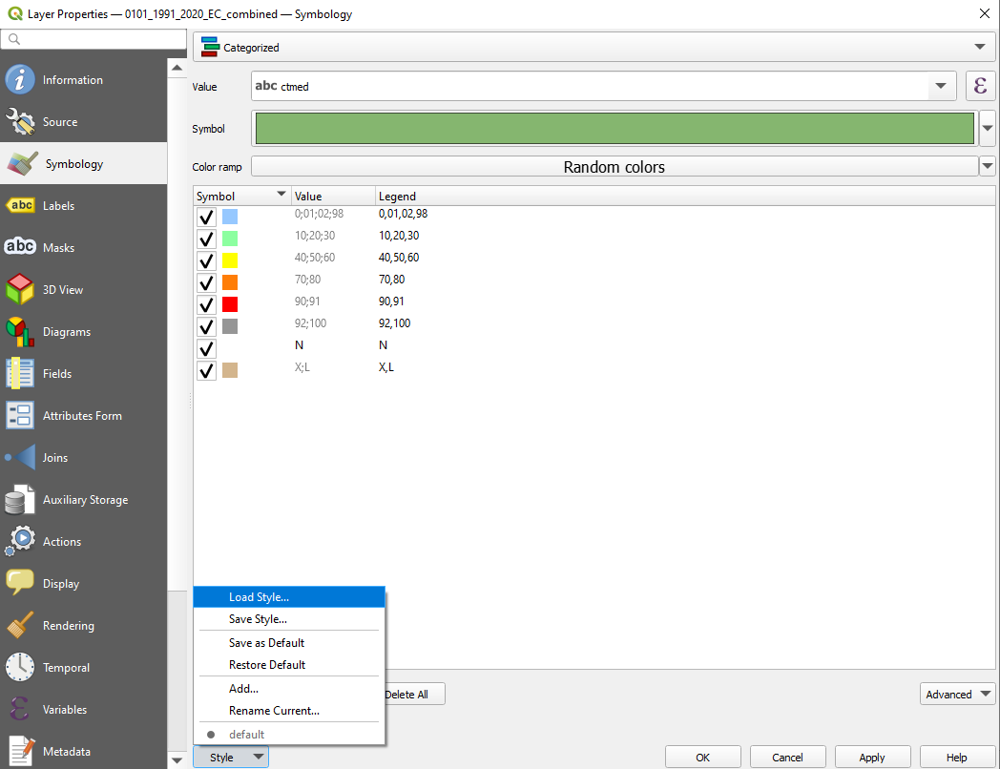 Layer Properties — 0101_1991_2020_EC_combined — Symbology
Categorized
Information
Value
abc ctmed
ε
Source
Symbol
Symbology
Color ramp
Random colors
Symbol Value Legend
abc Labels
0;01;02;98 0,01,02,98
10;20;30 10,20,30
abc Masks
40;50;60 40,50,60
3D View
70;80 70,80
90;91 90,91
Diagrams
92;100 92,100
N N
Fields
X;L X,L
Attributes Form
Joins
Auxiliary Storage
Actions
Display
Load Style...
Save Style...
Rendering
Save as Default
Restore Default
Temporal
Add...
Delete All
Advanced
Variables
Rename Current...
default
Metadata
Style
OK
Cancel
Apply
Help